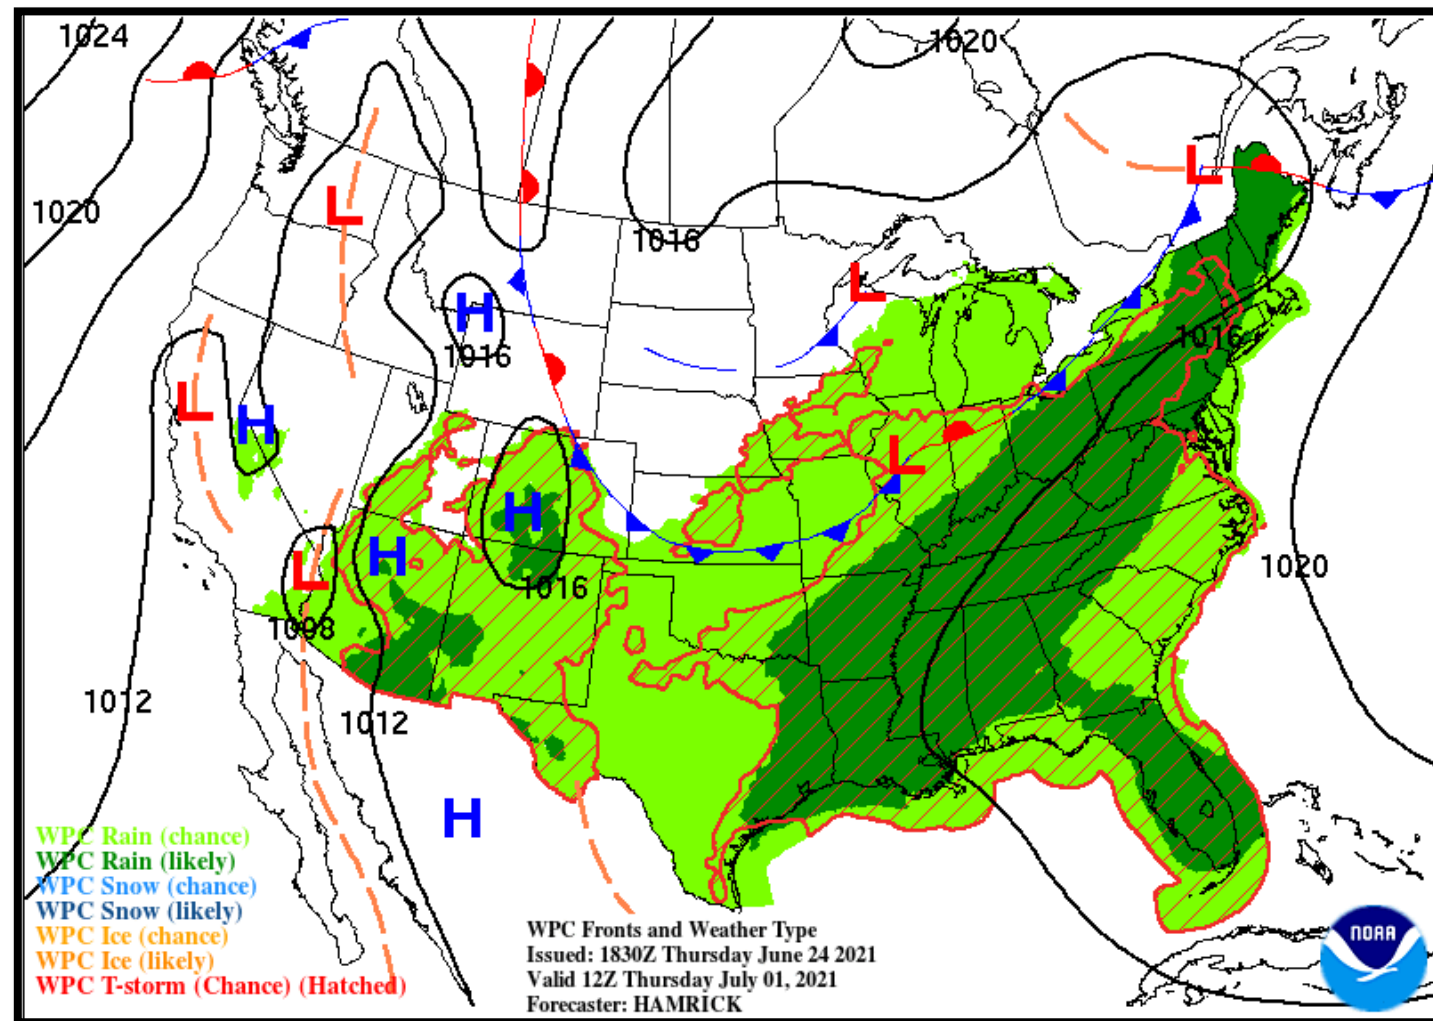 1024
1020
1020
1016
1016
1016
1016
1020
1008
1012
1012
L
L
L
L
L
L
H
H
H
H
H
WPC Rain (chance)
WPC Rain (likely)
WPC Snow (chance)
WPC Snow (likely)
WPC Ice (chance)
WPC Ice (likely)
WPC T-storm (Chance) (Hatched)
WPC Fronts and Weather Type
Issued: 1830Z Thursday June 24 2021
Valid 12Z Thursday July 01, 2021
Forecaster: HAMRICK
NOAA